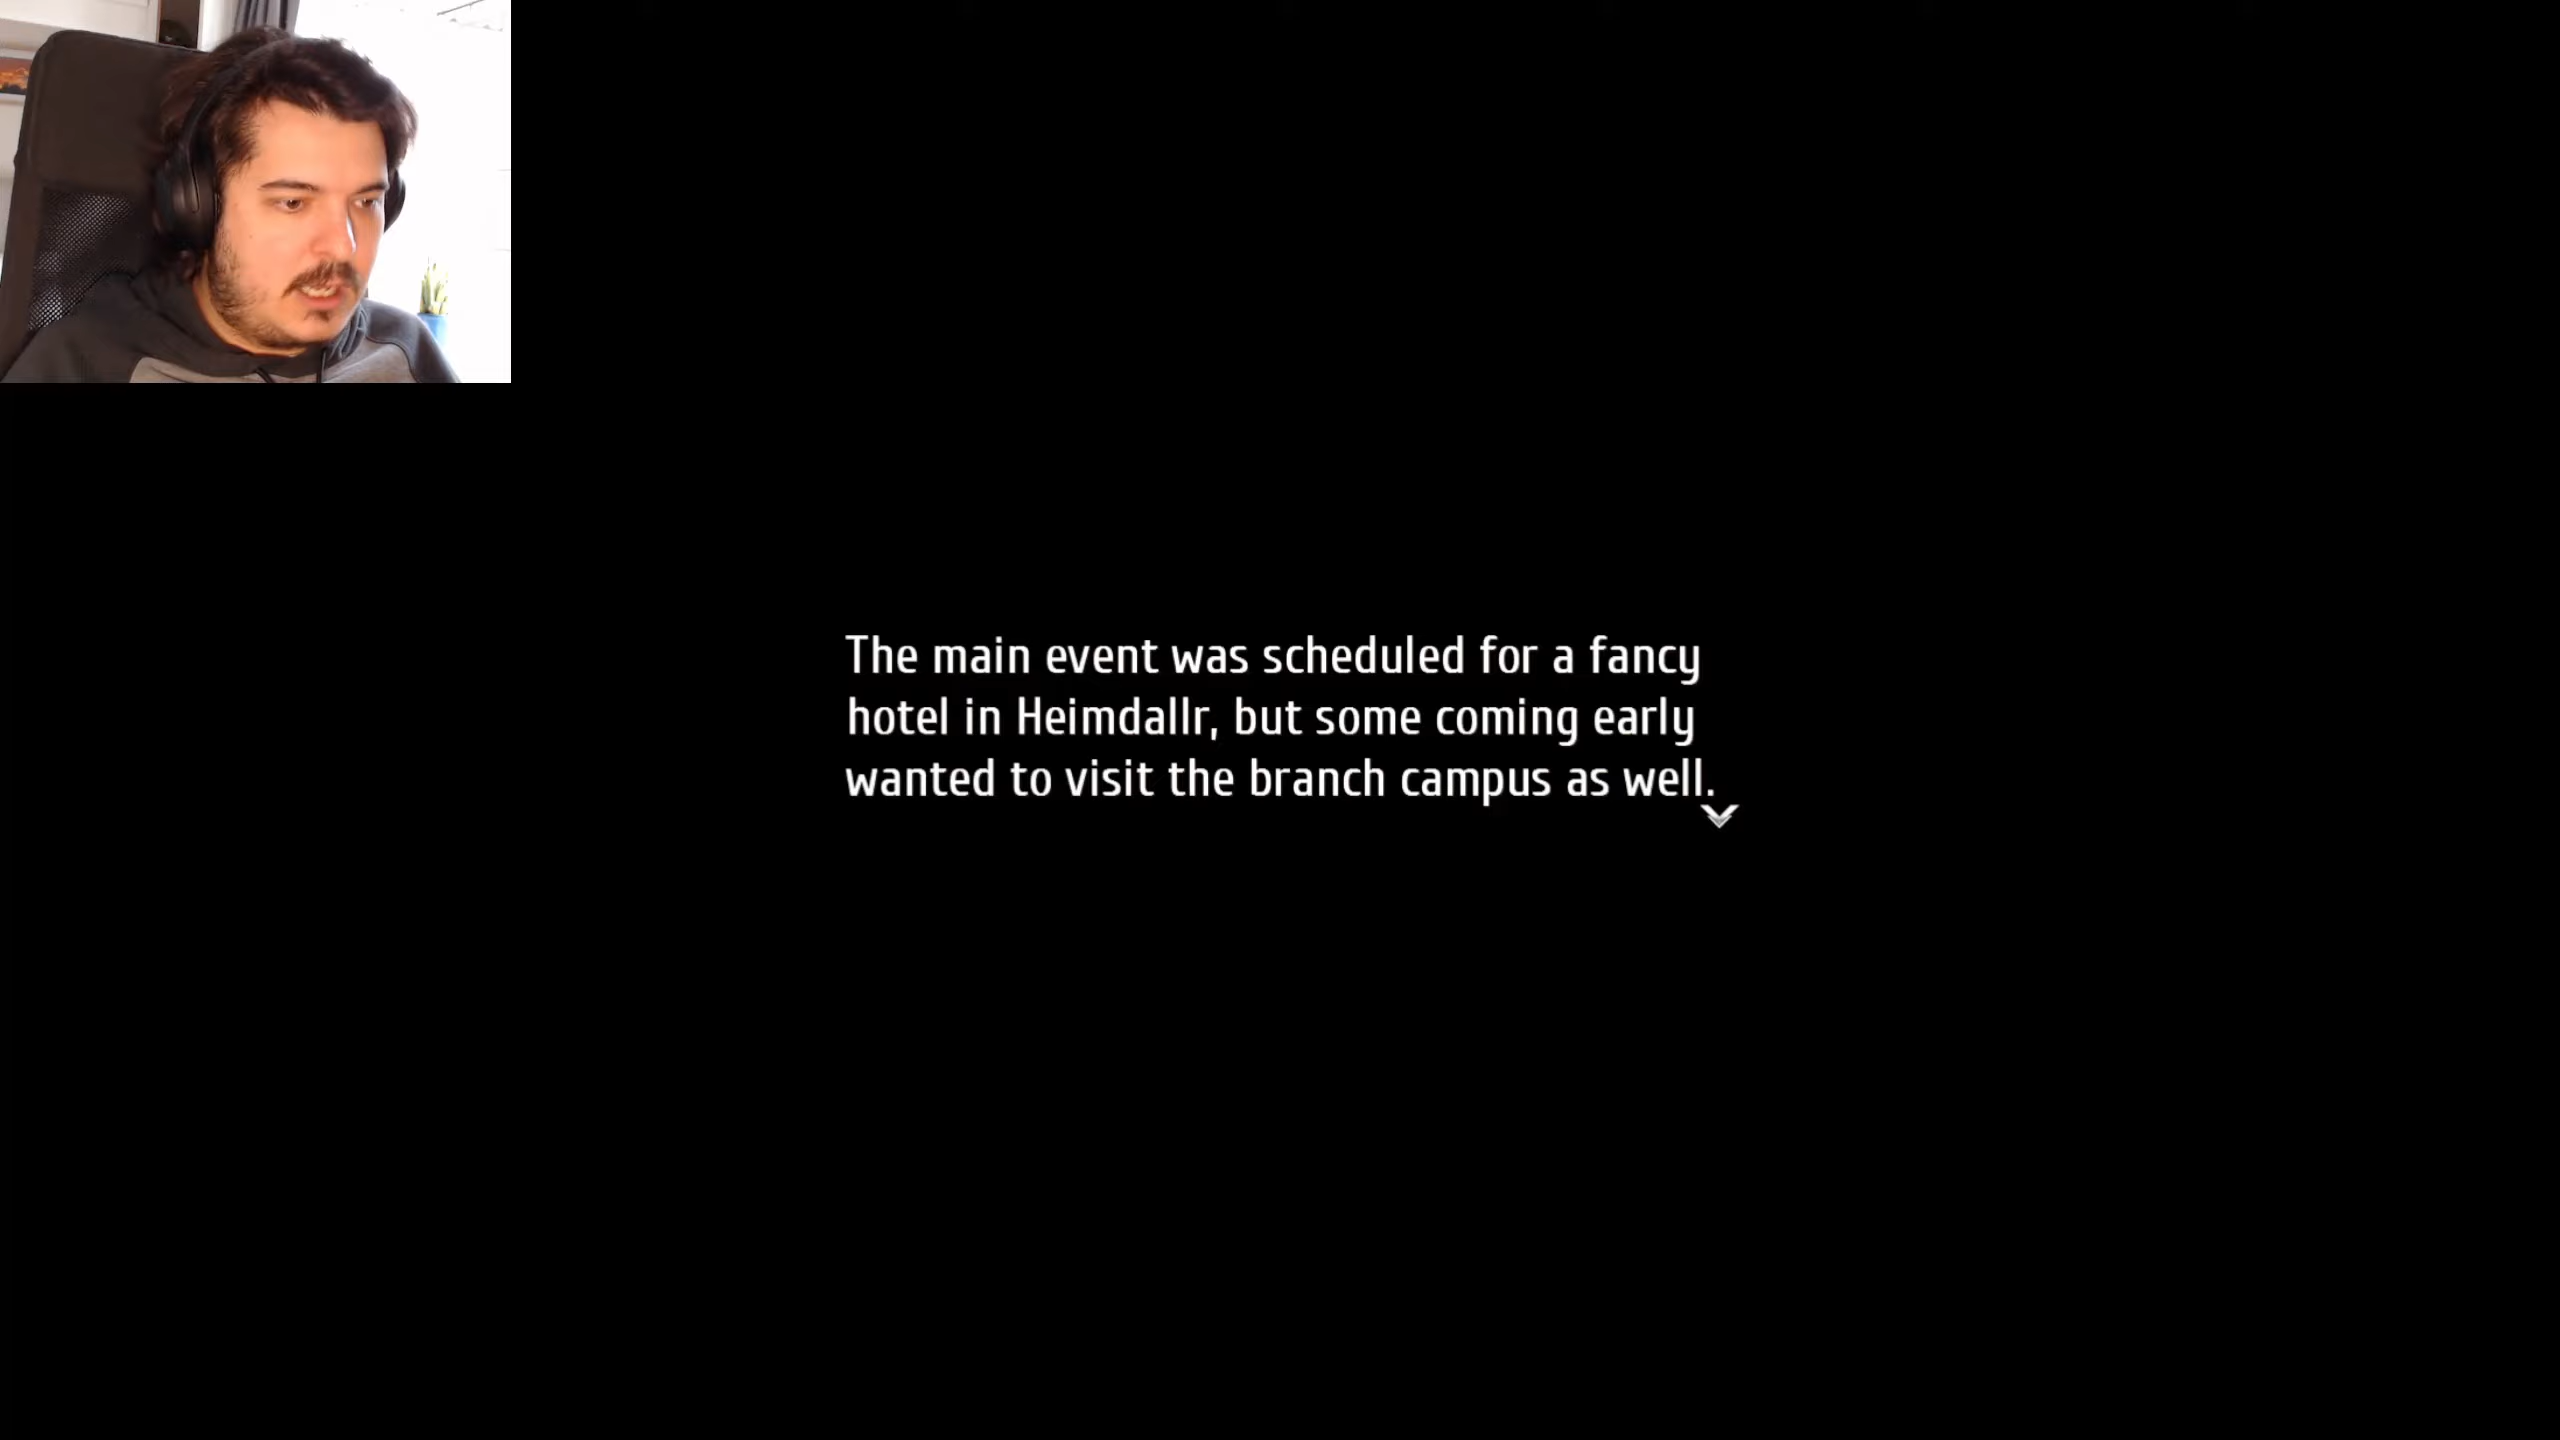 The main event was scheduled for a fancy
hotel in Heimdallr, but some coming early
wanted to visit the branch campus as well.